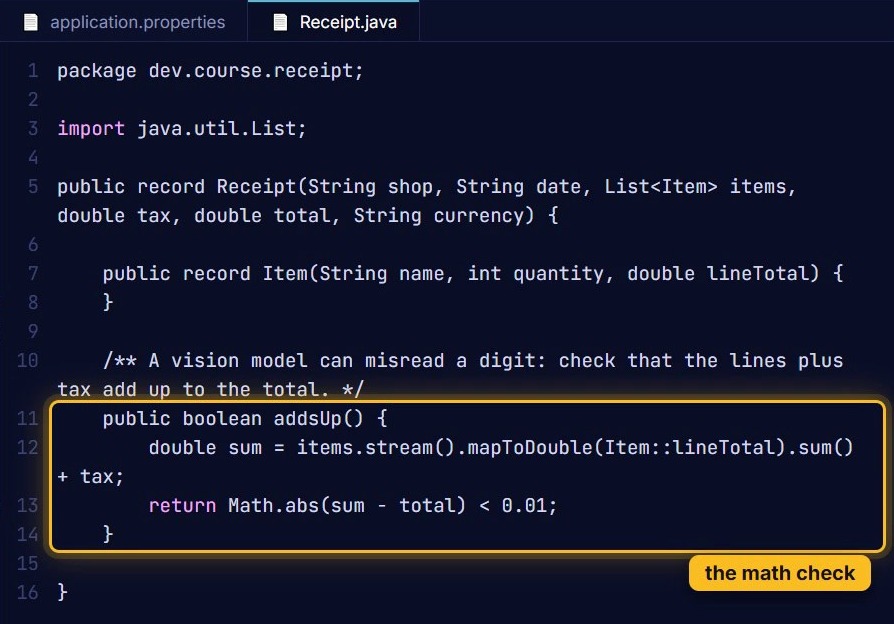 application.properties
Receipt.java
1 package dev.course.receipt;
2
3 import java.util.List;
4
5 public record Receipt(String shop, String date, List<Item> items,
double tax, double total, String currency) {
6
7     public record Item(String name, int quantity, double lineTotal) {
8     }
9
10     /** A vision model can misread a digit: check that the lines plus
tax add up to the total. */
11     public boolean addsUp() {
12         double sum = items.stream().mapToDouble(Item::lineTotal).sum()
+ tax;
13         return Math.abs(sum - total) < 0.01;
14     }
15
the math check
16 }